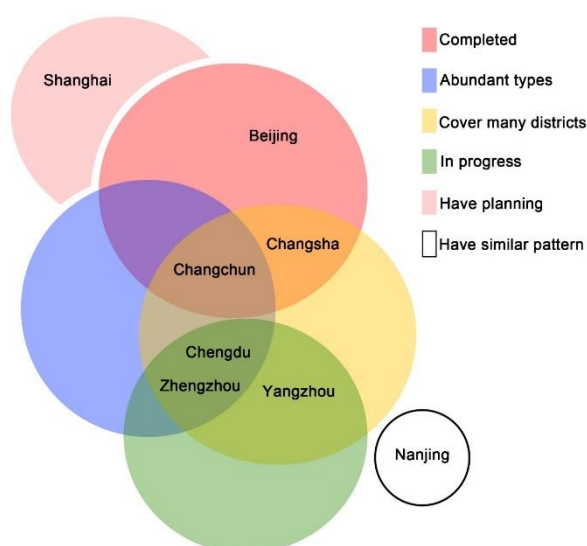 Shanghai
Beijing
Changsha
Changchun
Chengdu
Zhengzhou
Yangzhou
Nanjing
Completed
Abundant types
Cover many districts
In progress
Have planning
Have similar pattern